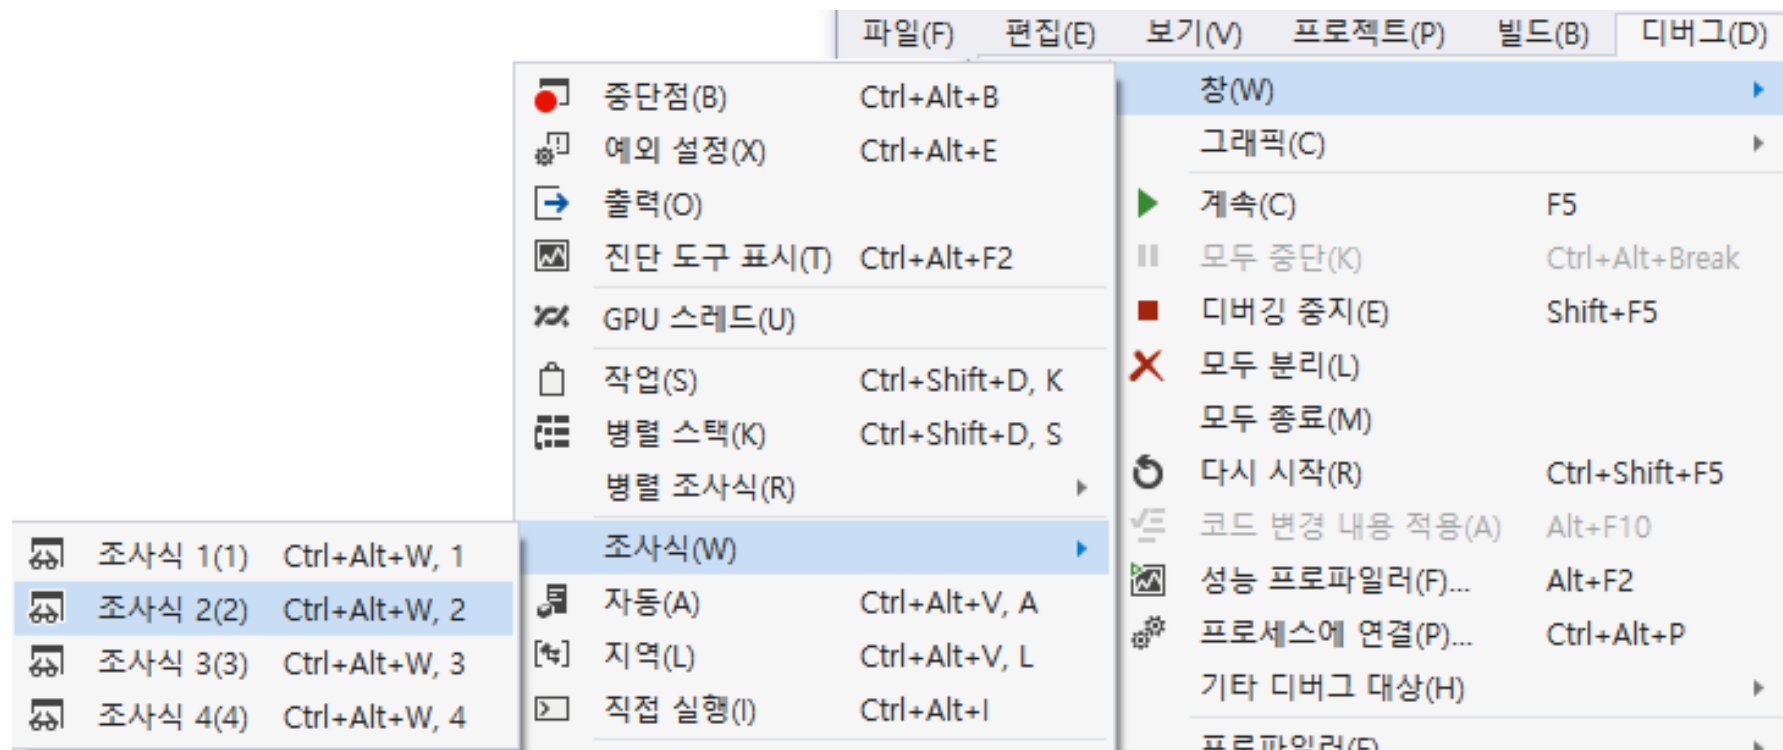 파일(F) 편집(E) 보기(V) 프로젝트(P) 빌드(B) 디버그(D)
창(W)
그래픽(C)
계속(C) F5
모두 중단(K) Ctrl+Alt+Break
디버깅 중지(E) Shift+F5
모두 분리(L)
모두 종료(M)
다시 시작(R) Ctrl+Shift+F5
코드 변경 내용 적용(A) Alt+F10
성능 프로파일러(F)... Alt+F2
프로세스에 연결(P)... Ctrl+Alt+P
기타 디버그 대상(H)
프로파일러(F)
중단점(B) Ctrl+Alt+B
예외 설정(X) Ctrl+Alt+E
출력(O)
진단 도구 표시(T) Ctrl+Alt+F2
GPU 스레드(U)
작업(S) Ctrl+Shift+D, K
병렬 스택(K) Ctrl+Shift+D, S
병렬 조사식(R)
조사식(W)
자동(A) Ctrl+Alt+V, A
지역(L) Ctrl+Alt+V, L
직접 실행(I) Ctrl+Alt+I
조사식 1(1) Ctrl+Alt+W, 1
조사식 2(2) Ctrl+Alt+W, 2
조사식 3(3) Ctrl+Alt+W, 3
조사식 4(4) Ctrl+Alt+W, 4